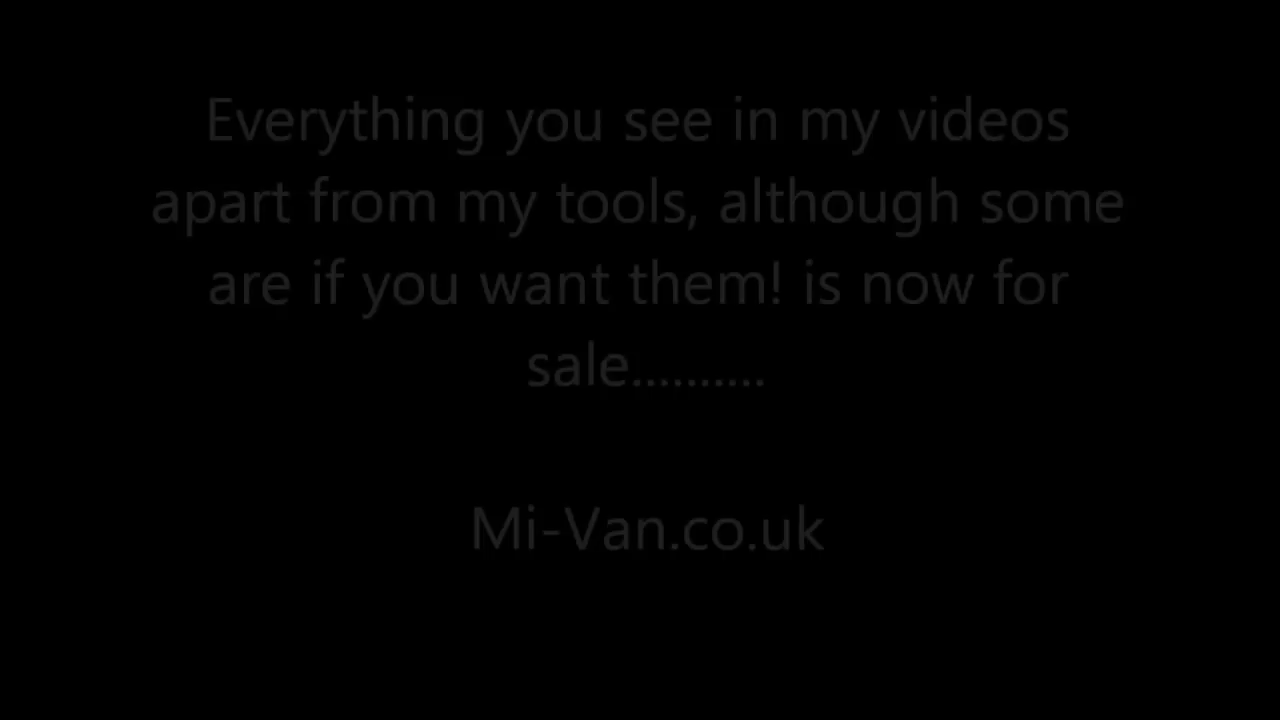 Everything you see in my videos
apart from my tools, although some
are if you want them! is now for
sale..........
Mi-Van.co.uk